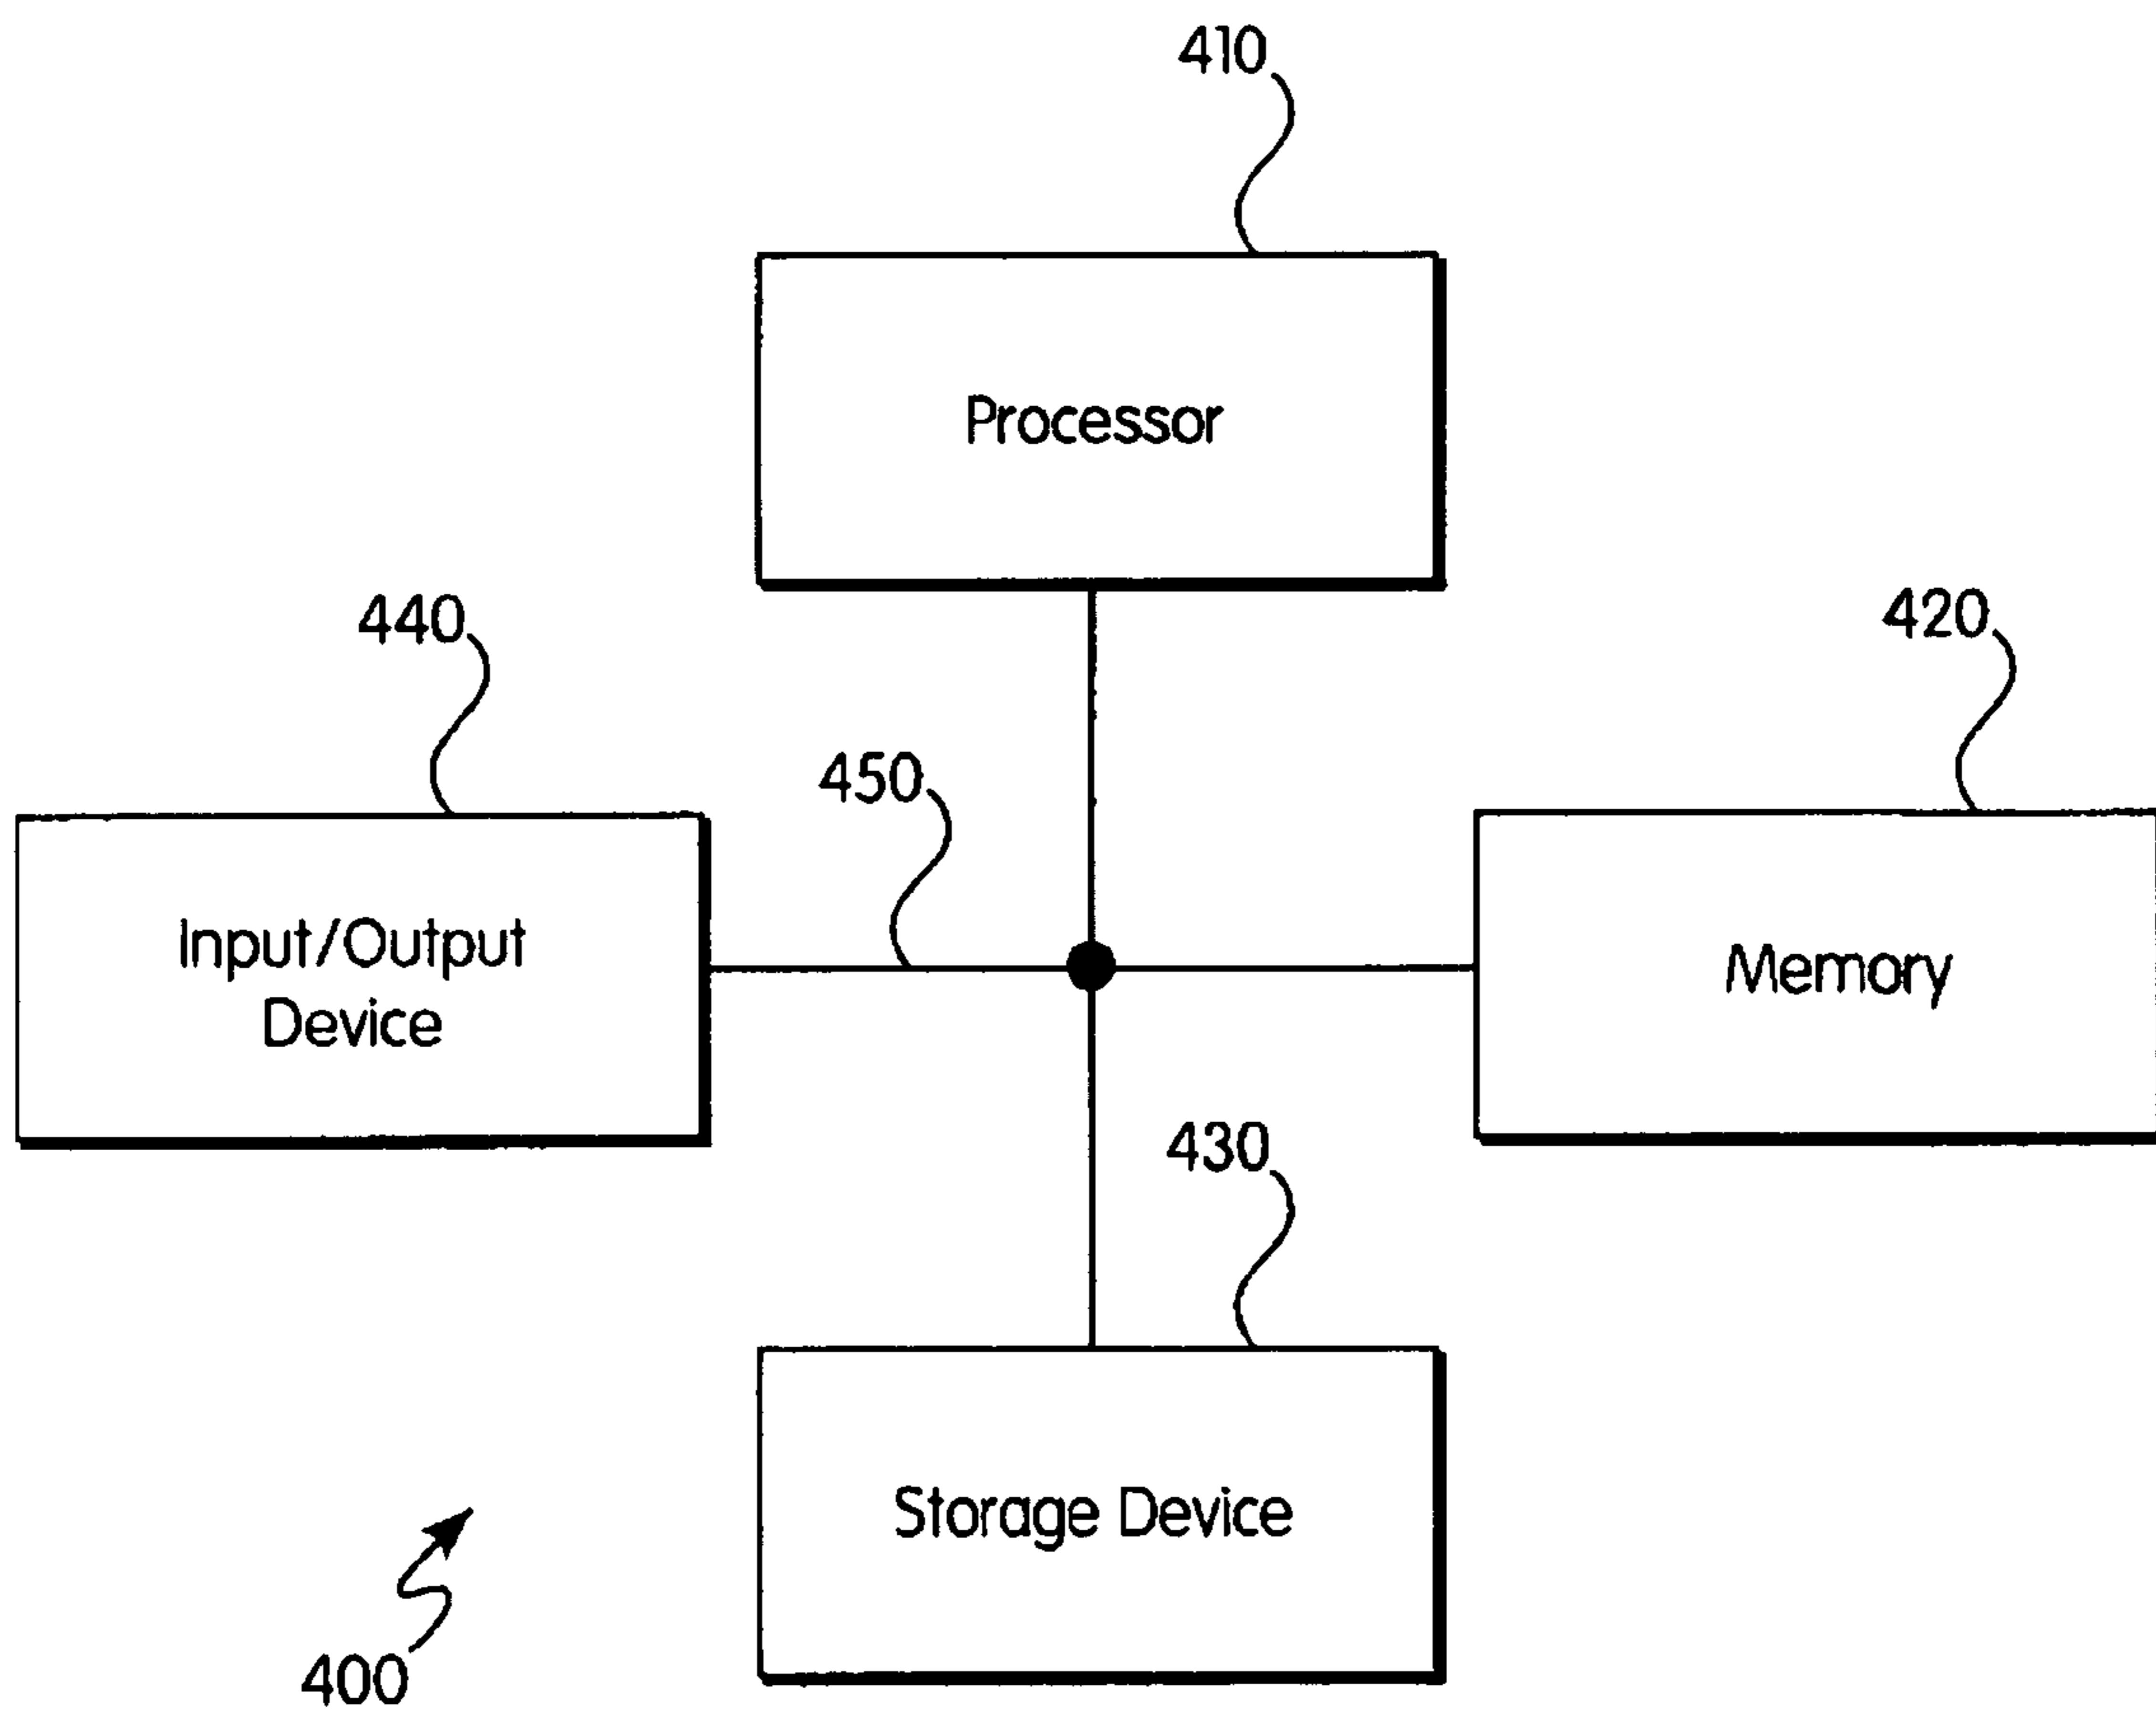 410
Processor
440
420
450
Input/Output
Device
Memory
430
Storage Device
400